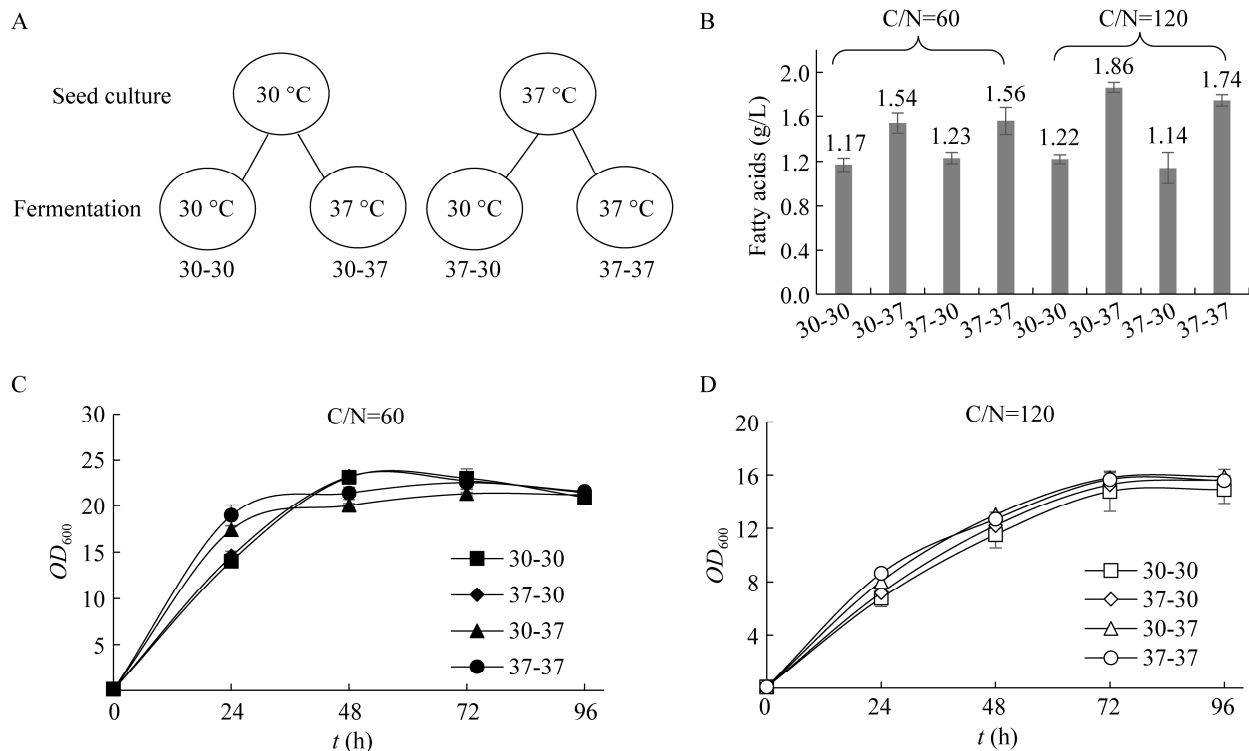 A
Seed culture
30 °C
37 °C
Fermentation
30 °C
37 °C
30 °C
37 °C
30-30
30-37
37-30
37-37
B
C/N=60
C/N=120
Fatty acids (g/L)
2.0
1.6
1.2
0.8
0.4
0.0
1.17
1.54
1.23
1.56
1.22
1.86
1.14
1.74
30-30
30-37
37-30
37-37
30-30
30-37
37-30
37-37
C
C/N=60
OD600
30
25
20
15
10
5
0
24
48
72
96
t (h)
30-30
37-30
30-37
37-37
D
C/N=120
OD600
20
16
12
8
4
0
24
48
72
96
t (h)
30-30
37-30
30-37
37-37